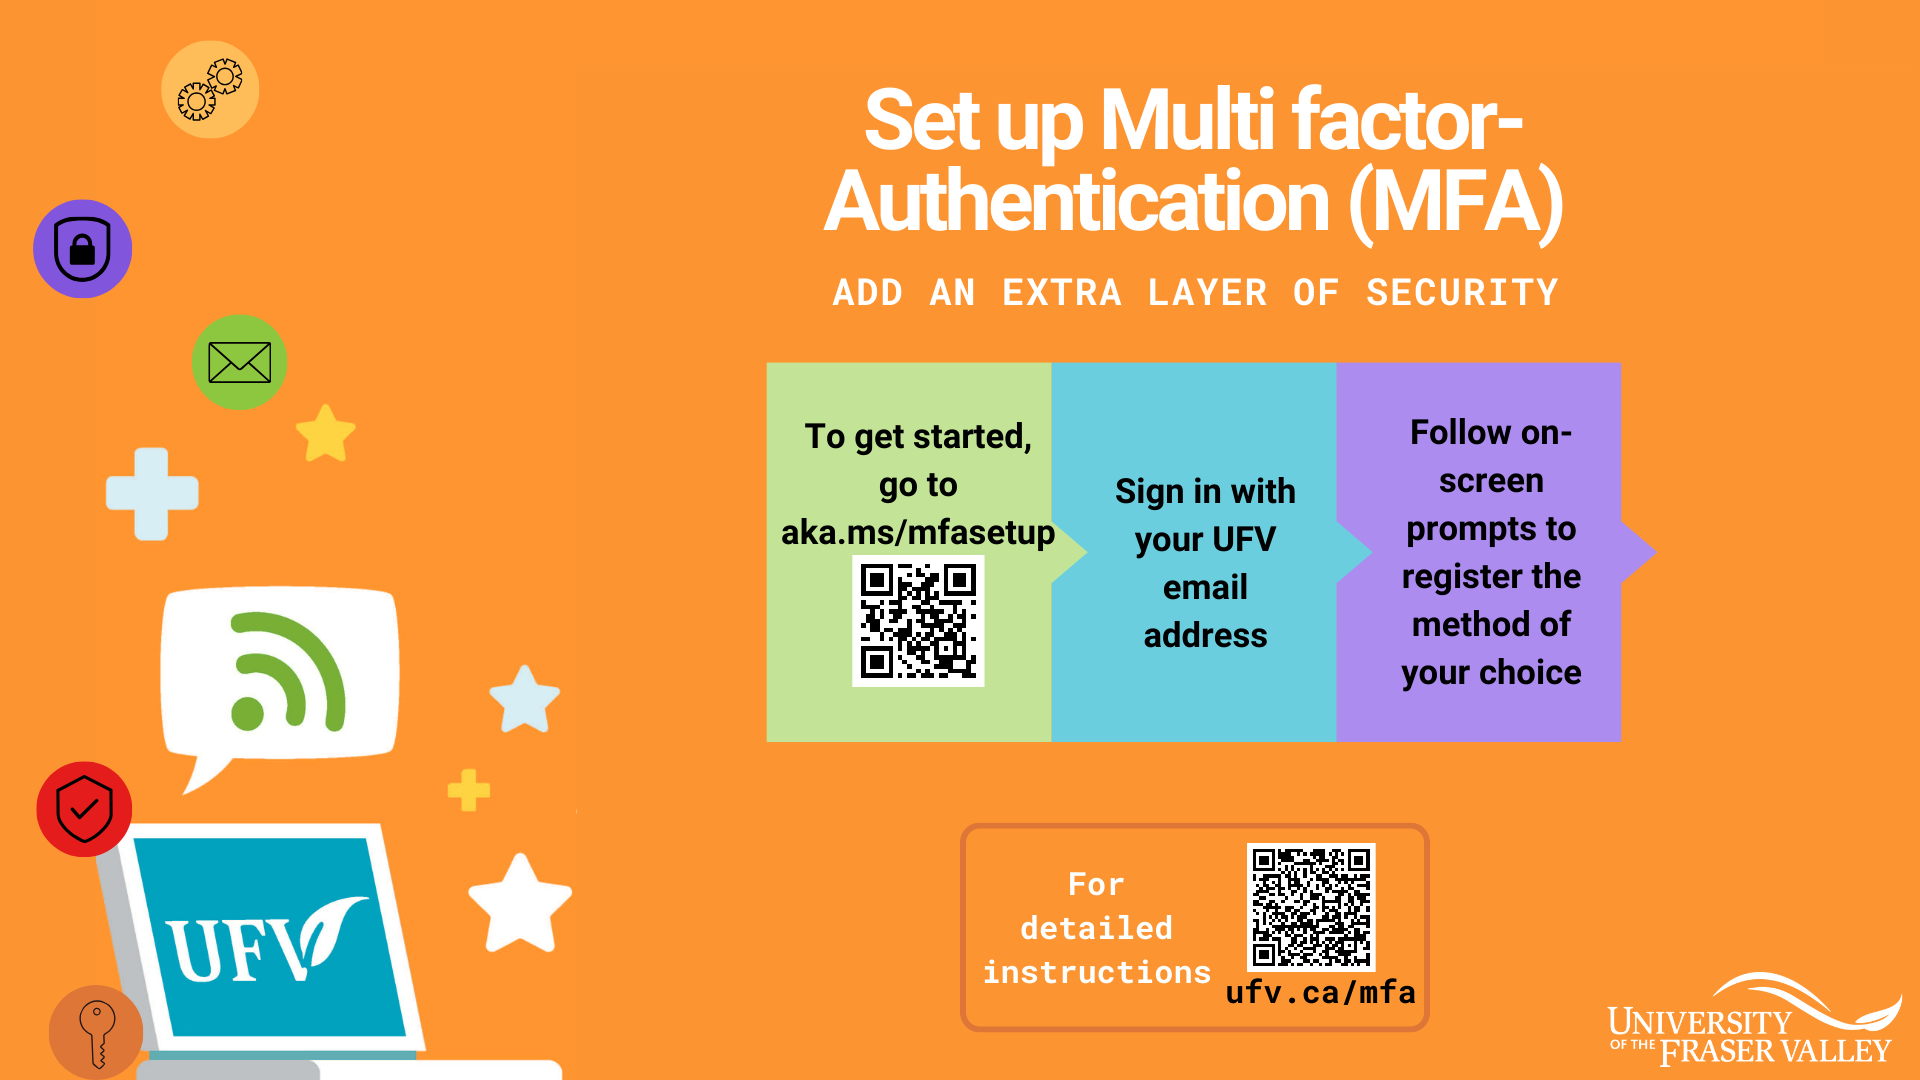 Set up Multi factor-
Authentication (MFA)
ADD AN EXTRA LAYER OF SECURITY
To get started,
go to
aka.ms/mfasetup
Sign in with
your UFV
email
address
Follow on-
screen
prompts to
register the
method of
your choice
For
detailed
instructions
ufv.ca/mfa
UFV
UNIVERSITY
OF THE FRASER VALLEY